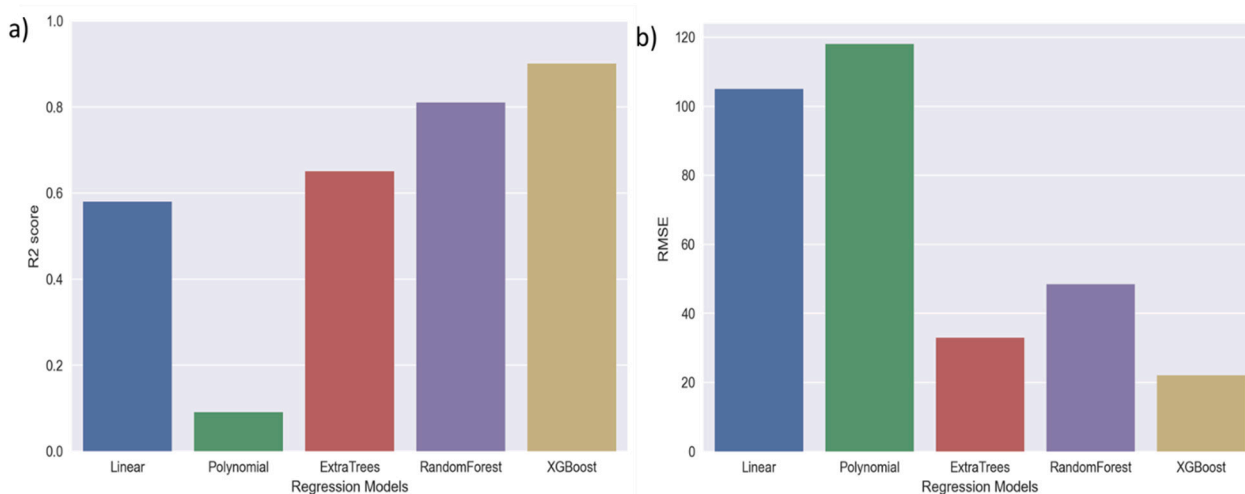 a)
1.0
0.8
0.6
0.4
0.2
0.0
R2 score
Linear Polynomial ExtraTrees RandomForest XGBoost
Regression Models
b)
120
100
80
60
40
20
0
RMSE
Linear Polynomial ExtraTrees RandomForest XGBoost
Regression Models